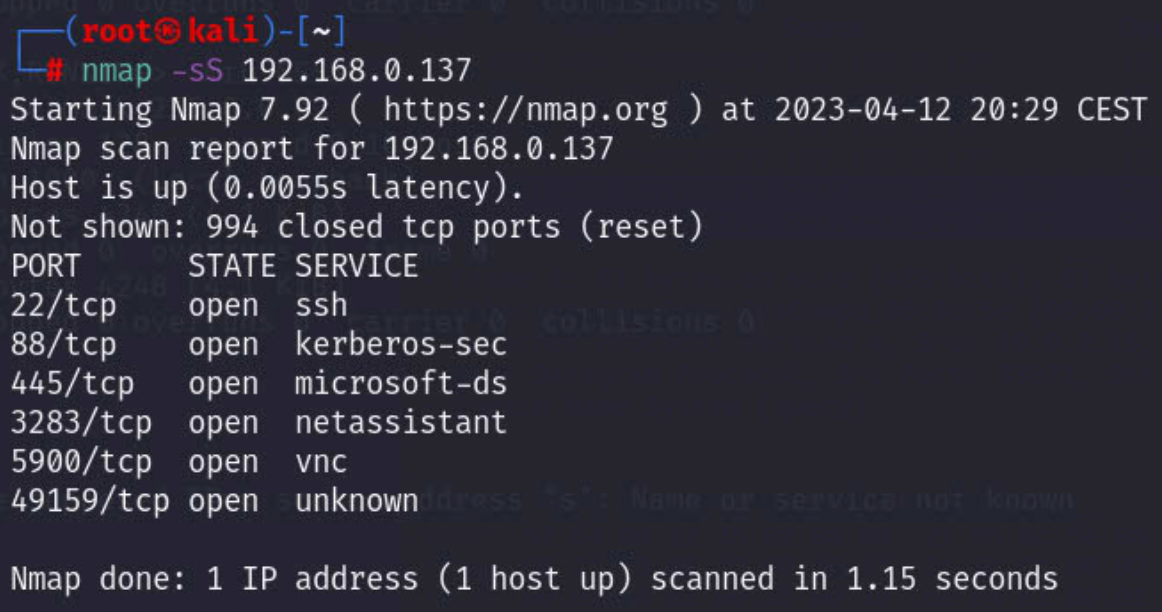 (root㉿kali)-[~]
# nmap -sS 192.168.0.137
Starting Nmap 7.92 ( https://nmap.org ) at 2023-04-12 20:29 CEST
Nmap scan report for 192.168.0.137
Host is up (0.0055s latency).
Not shown: 994 closed tcp ports (reset)
PORT STATE SERVICE
22/tcp open ssh
88/tcp open kerberos-sec
445/tcp open microsoft-ds
3283/tcp open netassistant
5900/tcp open vnc
49159/tcp open unknown
Nmap done: 1 IP address (1 host up) scanned in 1.15 seconds